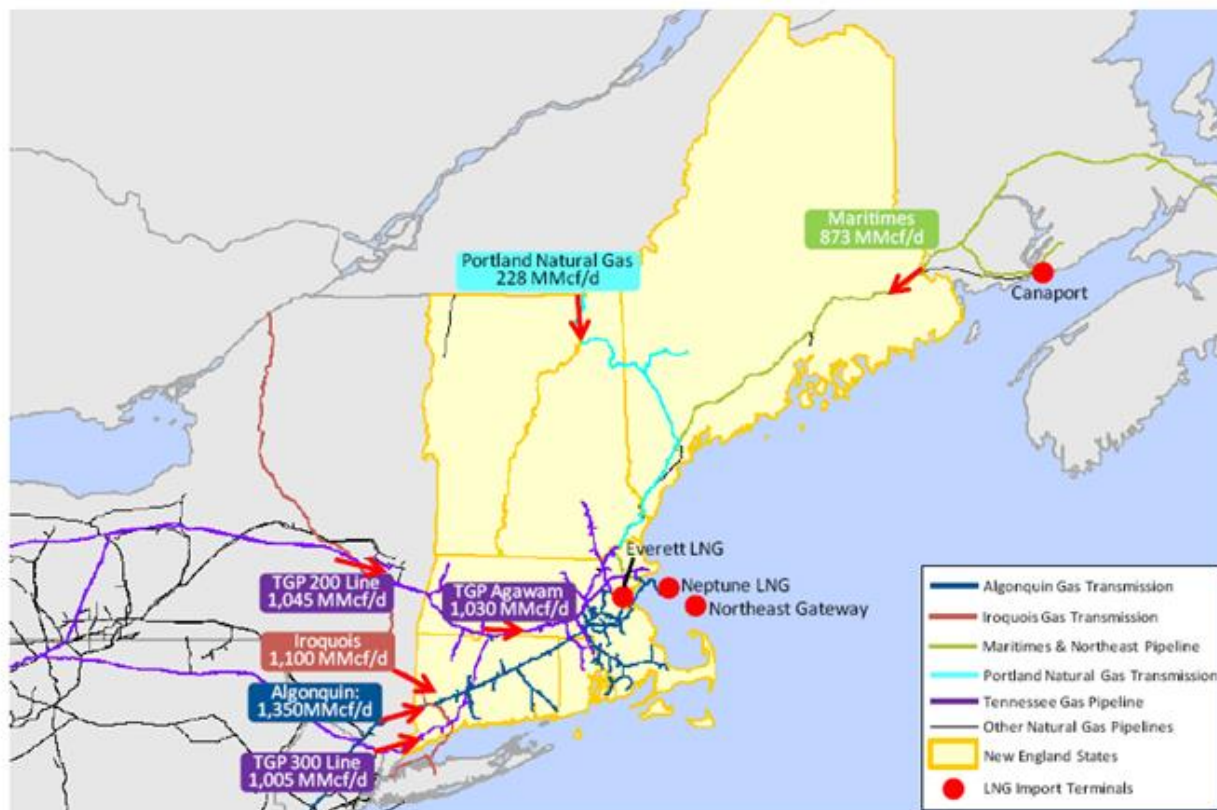 Maritimes
873 MMcf/d
Portland Natural Gas
228 MMcf/d
Canaport
Everett LNG
Neptune LNG
Northeast Gateway
TGP 200 Line
1,045 MMcf/d
TGP Agawam
1,030 MMcf/d
Iroquois
1,100 MMcf/d
Algonquin:
1,350MMcf/d
TGP 300 Line
1,005 MMcf/d
Algonquin Gas Transmission
Iroquois Gas Transmission
Maritimes & Northeast Pipeline
Portland Natural Gas Transmission
Tennessee Gas Pipeline
Other Natural Gas Pipelines
New England States
LNG Import Terminals